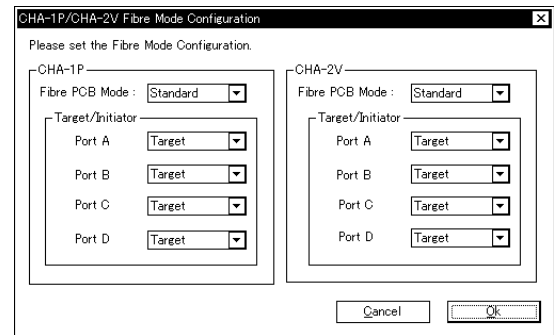 CHA-1P/CHA-2V Fibre Mode Configuration
Please set the Fibre Mode Configuration.
CHA-1P
Fibre PCB Mode : Standard
Target/Initiator
Port A Target
Port B Target
Port C Target
Port D Target
CHA-2V
Fibre PCB Mode : Standard
Target/Initiator
Port A Target
Port B Target
Port C Target
Port D Target
Cancel Ok